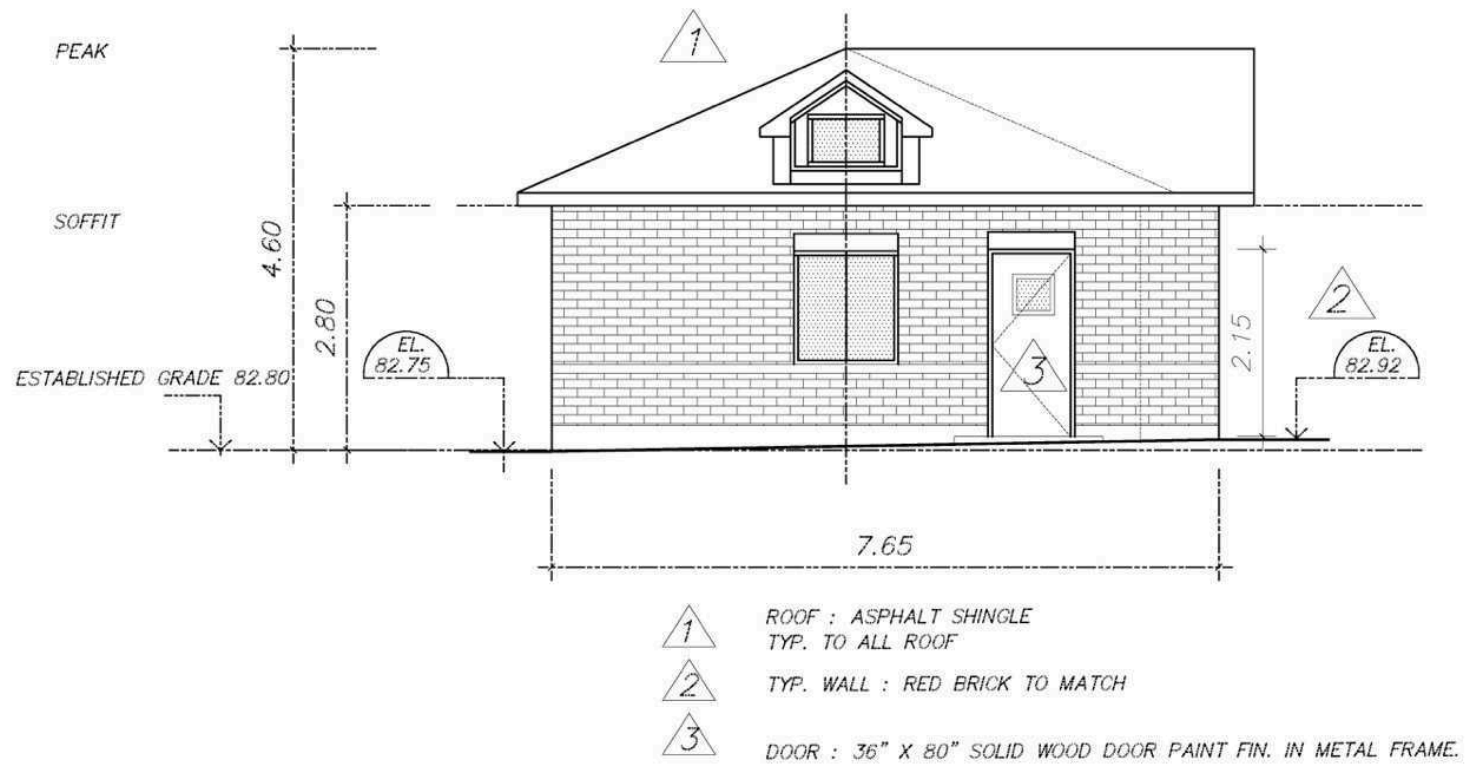 PEAK
1
SOFFIT
4.60
2.80
2.15
2
EL.
82.75
EL.
82.92
ESTABLISHED GRADE 82.80
3
7.65
1
ROOF : ASPHALT SHINGLE
TYP. TO ALL ROOF
2
TYP. WALL : RED BRICK TO MATCH
3
DOOR : 36" X 80" SOLID WOOD DOOR PAINT FIN. IN METAL FRAME.